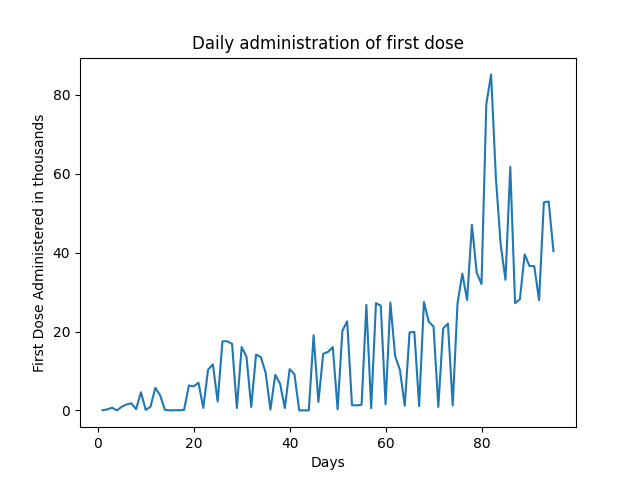 Daily administration of first dose
First Dose Administered in thousands
80
60
40
20
0
0 20 40 60 80
Days